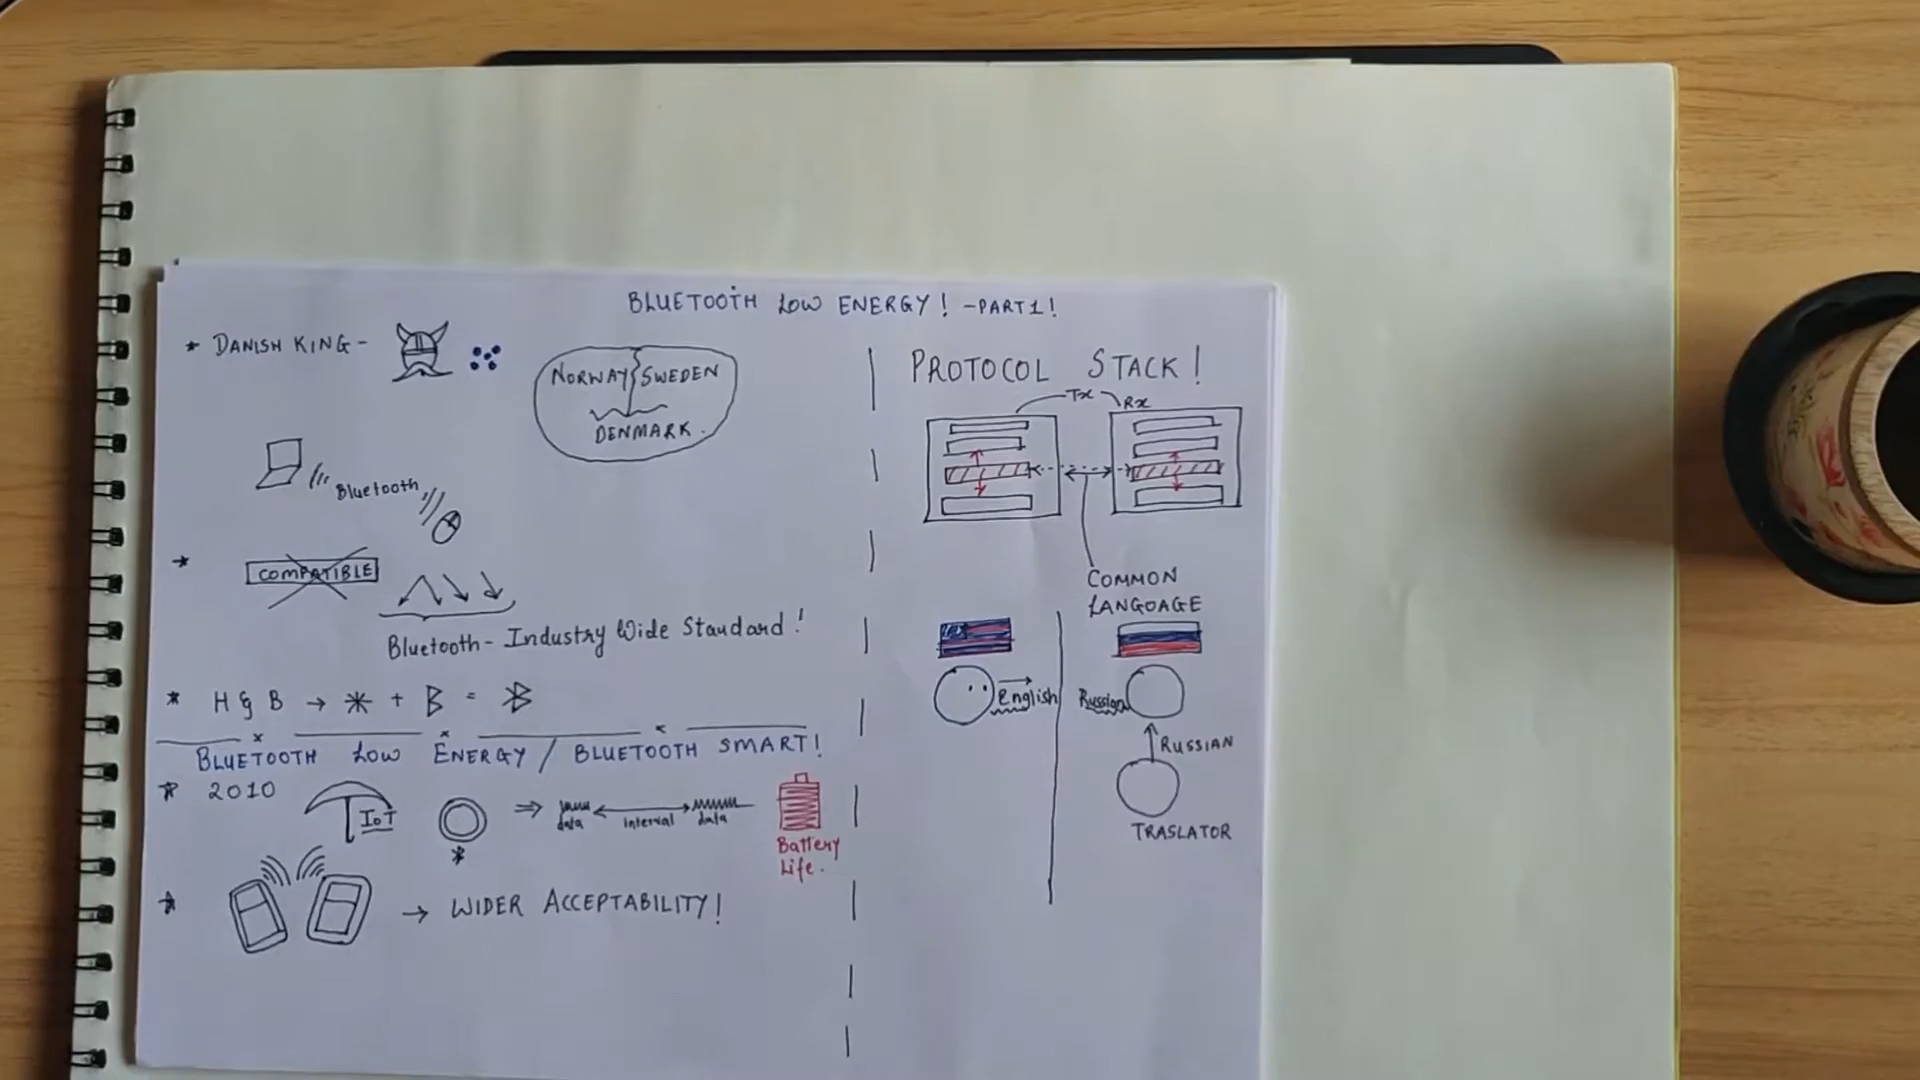 BLUETOOTH LOW ENERGY! -PART1!
* DANISH KING -
NORWAY SWEDEN
DENMARK.
Bluetooth
* COMPATIBLE
Bluetooth - Industry Wide Standard!
* H & B → * + B =
BLUETOOTH LOW ENERGY / BLUETOOTH SMART!
* 2010
IoT
data interval data
Battery
Life.
* → WIDER ACCEPTABILITY!
PROTOCOL STACK!
Tx Rx
COMMON
LANGOAGE
English
Russian
RUSSIAN
TRASLATOR